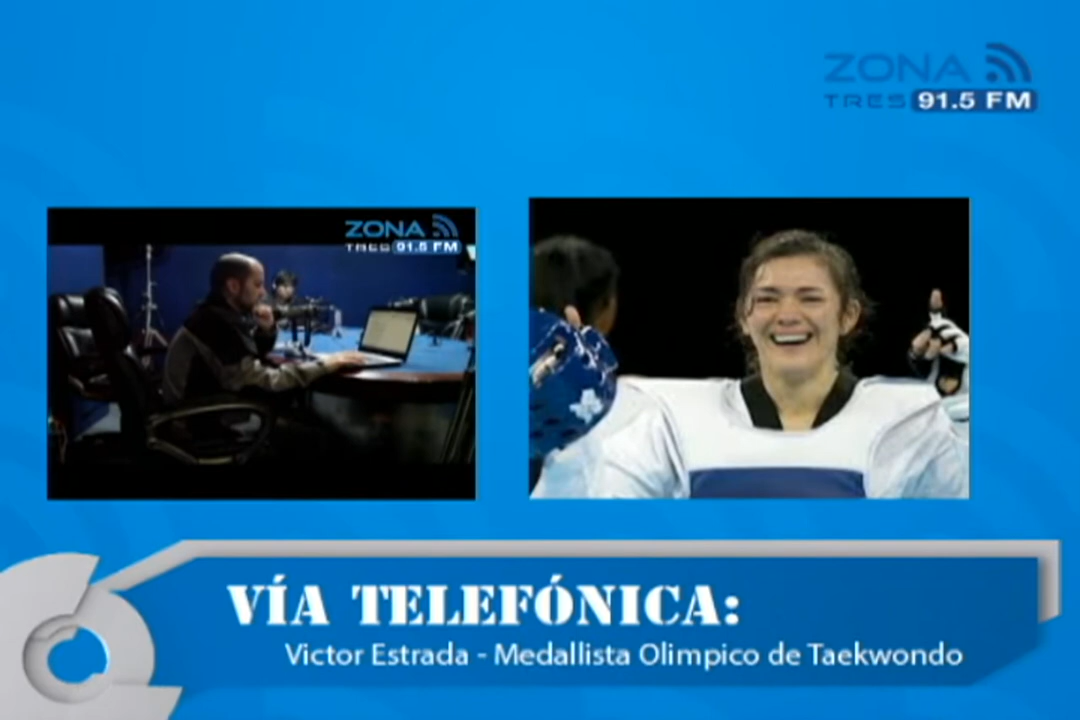 ZONA
TRES 91.5 FM
ZONA
TRES 91.5 FM
VÍA TELEFÓNICA:
Victor Estrada - Medallista Olimpico de Taekwondo